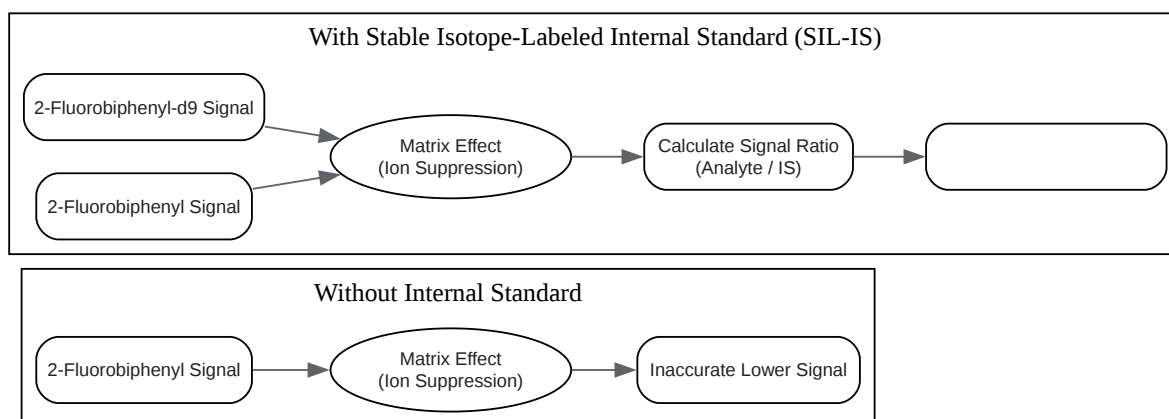 With Stable Isotope-Labeled Internal Standard (SIL-IS)
2-Fluorobiphenyl-d9 Signal
2-Fluorobiphenyl Signal
Matrix Effect
(Ion Suppression)
Calculate Signal Ratio
(Analyte / IS)
Without Internal Standard
2-Fluorobiphenyl Signal
Matrix Effect
(Ion Suppression)
Inaccurate Lower Signal